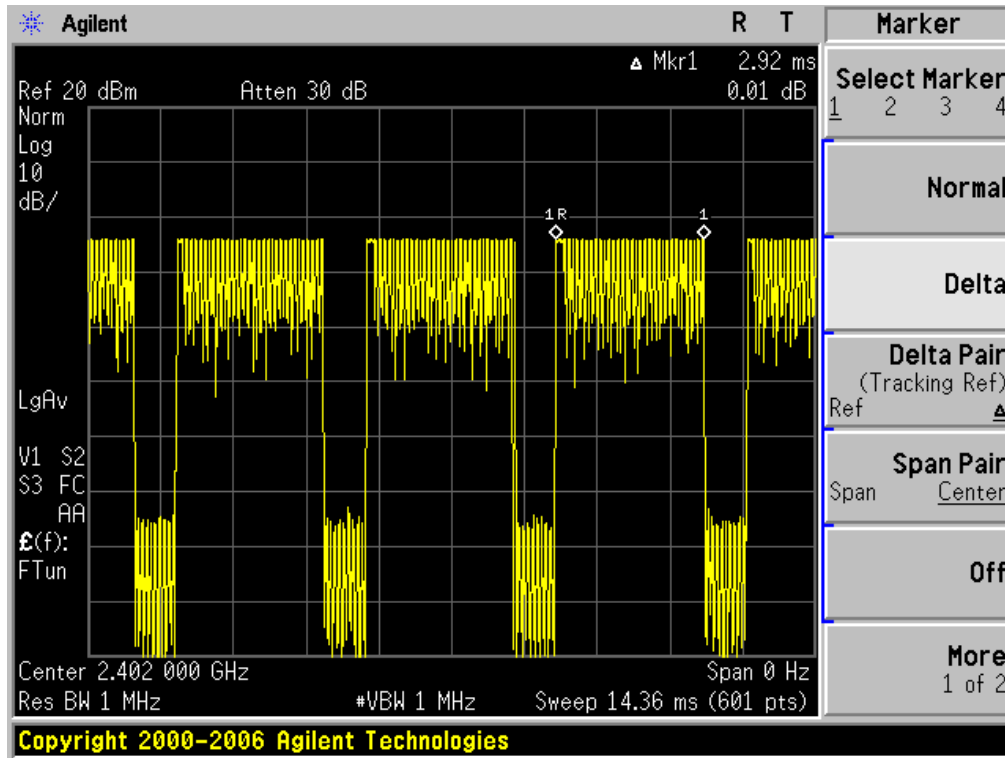 Agilent R T
Marker
▲ Mkr1 2.92 ms
Ref 20 dBm Atten 30 dB 0.01 dB
Norm
Log
10
dB/
1R
1
LgAv
V1 S2
S3 FC
AA
£(f):
FTun
Center 2.402 000 GHz Span 0 Hz
Res BW 1 MHz #VBW 1 MHz Sweep 14.36 ms (601 pts)
Copyright 2000-2006 Agilent Technologies
Select Marker
1 2 3 4
Normal
Delta
Delta Pair
(Tracking Ref)
Ref ▲
Span Pair
Span Center
Off
More
1 of 2